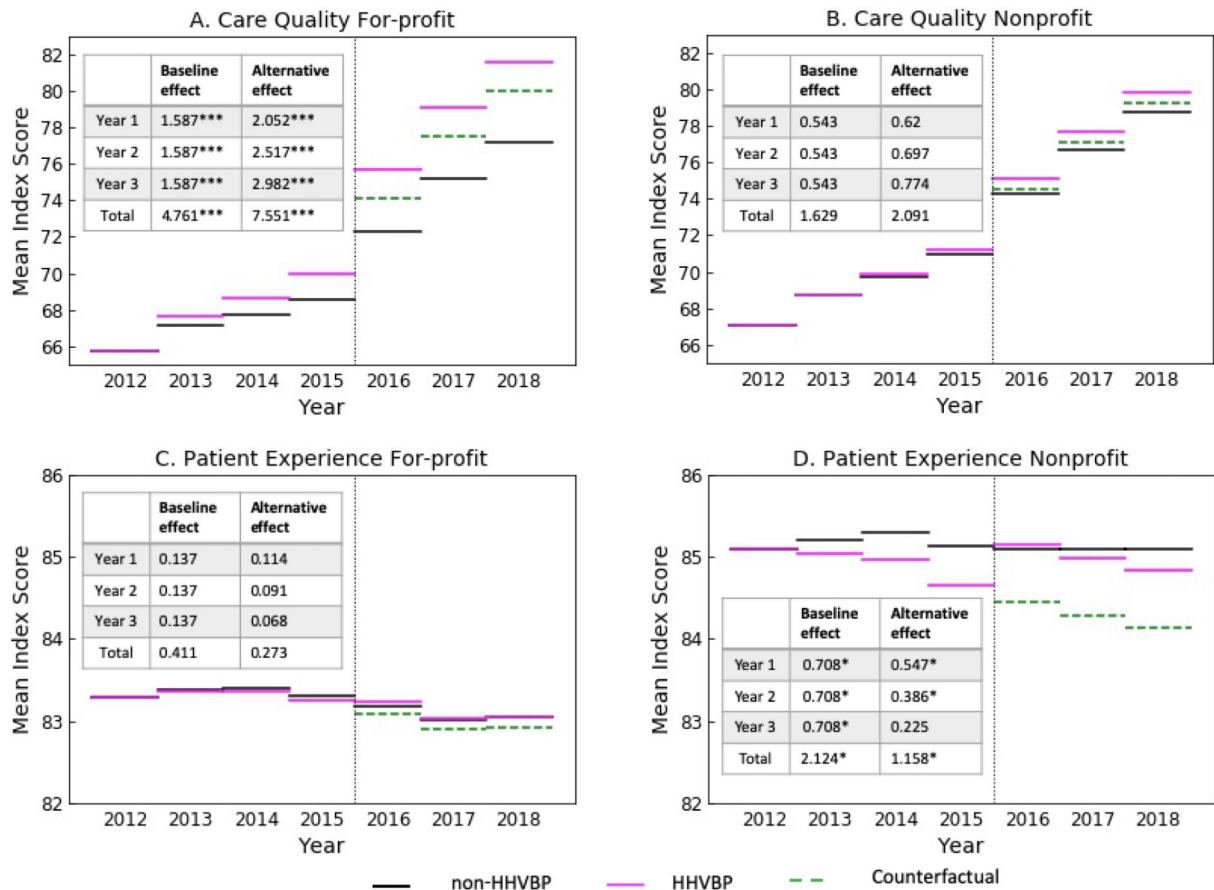 A. Care Quality For-profit
Mean Index Score
82
80
78
76
74
72
70
68
66
Baseline effect Alternative effect
Year 1 1.587*** 2.052***
Year 2 1.587*** 2.517***
Year 3 1.587*** 2.982***
Total 4.761*** 7.551***
2012 2013 2014 2015 2016 2017 2018
Year
B. Care Quality Nonprofit
Mean Index Score
82
80
78
76
74
72
70
68
66
Baseline effect Alternative effect
Year 1 0.543 0.62
Year 2 0.543 0.697
Year 3 0.543 0.774
Total 1.629 2.091
2012 2013 2014 2015 2016 2017 2018
Year
C. Patient Experience For-profit
Mean Index Score
86
85
84
83
82
Baseline effect Alternative effect
Year 1 0.137 0.114
Year 2 0.137 0.091
Year 3 0.137 0.068
Total 0.411 0.273
2012 2013 2014 2015 2016 2017 2018
Year
D. Patient Experience Nonprofit
Mean Index Score
86
85
84
83
82
Baseline effect Alternative effect
Year 1 0.708* 0.547*
Year 2 0.708* 0.386*
Year 3 0.708* 0.225
Total 2.124* 1.158*
2012 2013 2014 2015 2016 2017 2018
Year
non-HHVBP HHVBP Counterfactual